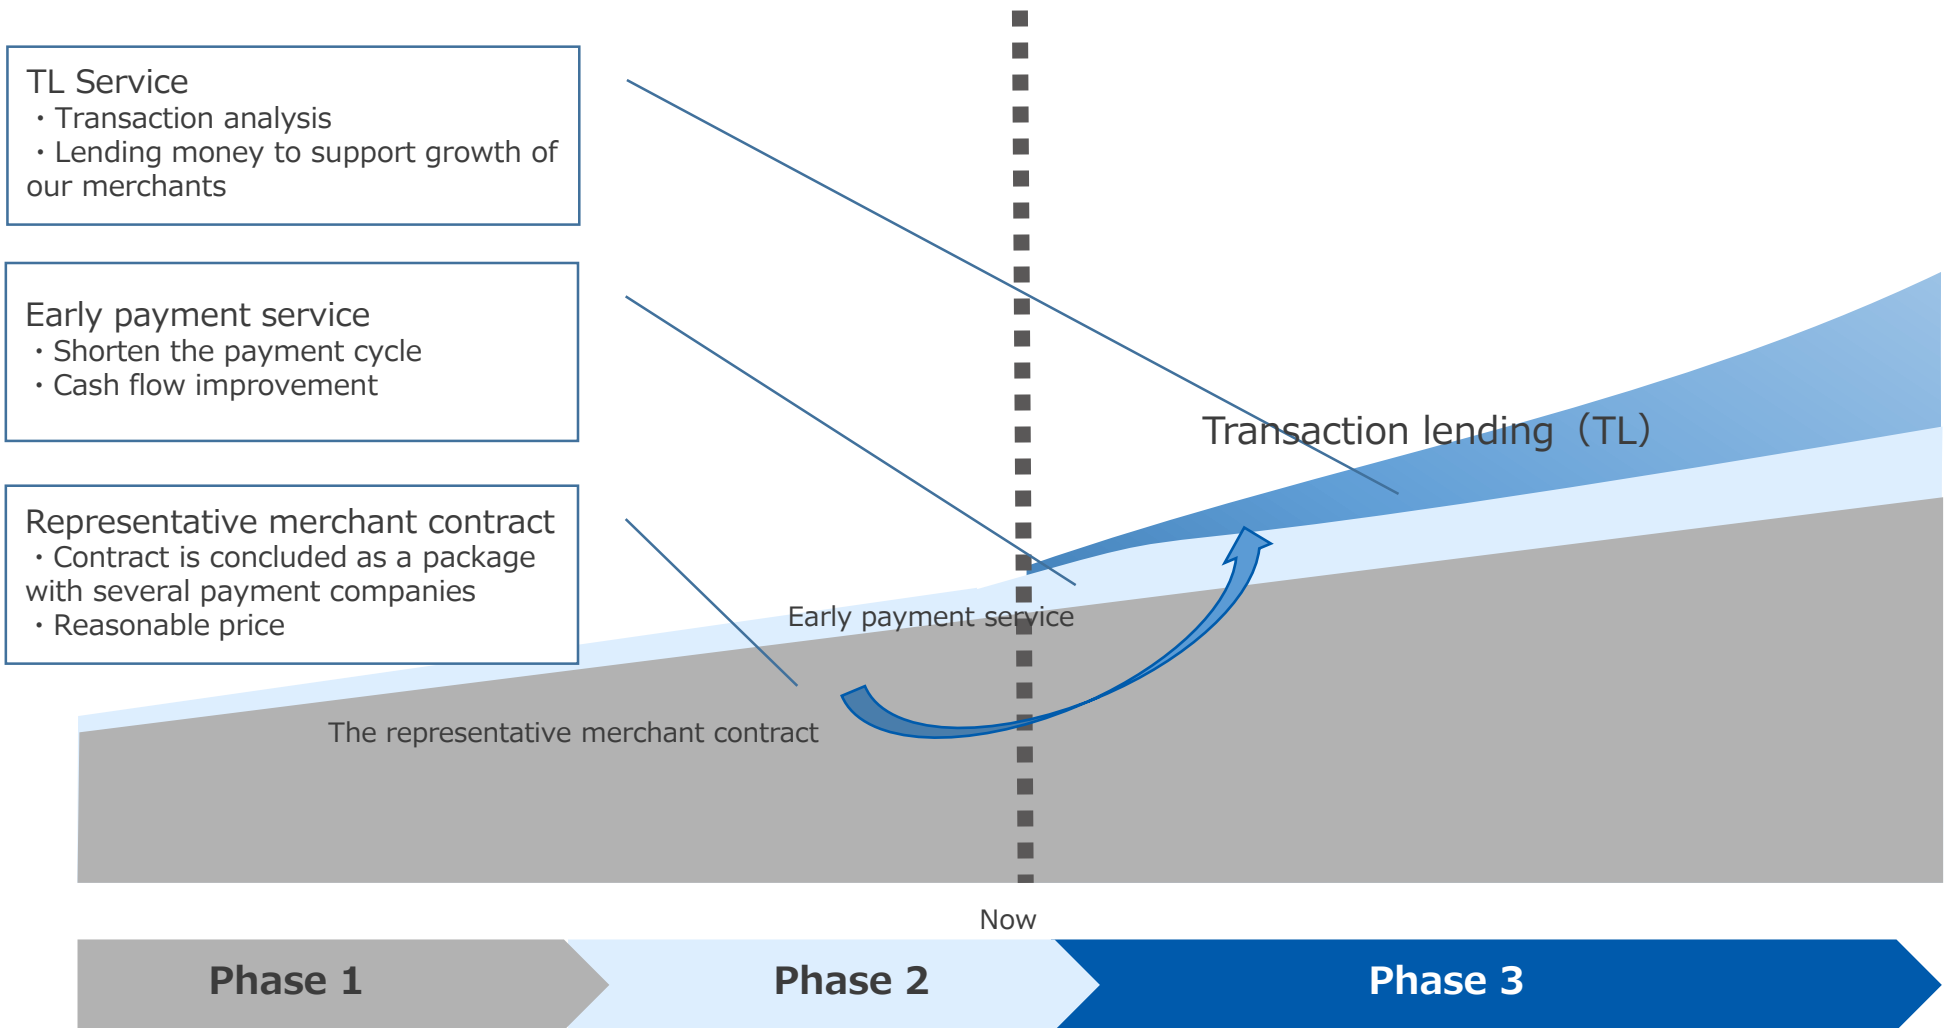 TL Service
・Transaction analysis
・Lending money to support growth of
our merchants
Early payment service
・Shorten the payment cycle
・Cash flow improvement
Representative merchant contract
・Contract is concluded as a package
with several payment companies
・Reasonable price
Transaction lending（TL）
Early payment service
The representative merchant contract
Now
Phase 1
Phase 2
Phase 3